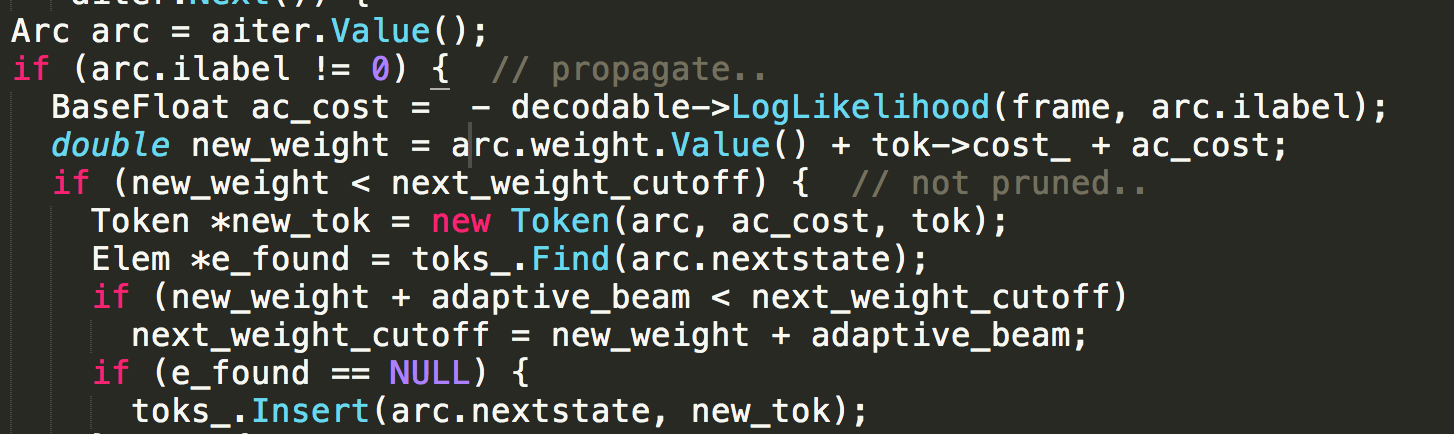 aiter.Next()) {
Arc arc = aiter.Value();
if (arc.ilabel != 0) {  // propagate..
  BaseFloat ac_cost =  - decodable->LogLikelihood(frame, arc.ilabel);
  double new_weight = arc.weight.Value() + tok->cost_ + ac_cost;
  if (new_weight < next_weight_cutoff) {  // not pruned..
    Token *new_tok = new Token(arc, ac_cost, tok);
    Elem *e_found = toks_.Find(arc.nextstate);
    if (new_weight + adaptive_beam < next_weight_cutoff)
      next_weight_cutoff = new_weight + adaptive_beam;
    if (e_found == NULL) {
      toks_.Insert(arc.nextstate, new_tok);